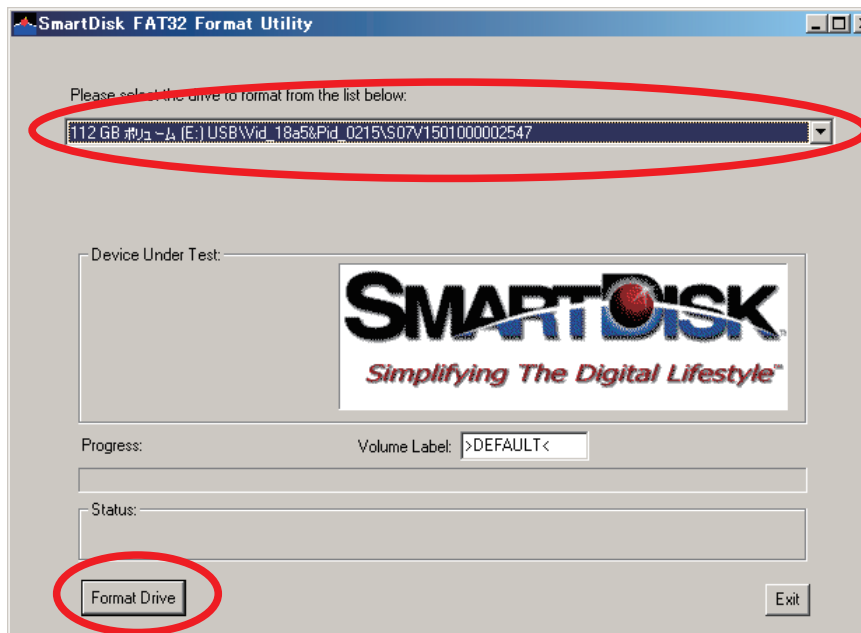 SmartDisk FAT32 Format Utility
Please select the drive to format from the list below:
112 GB ボリューム (E:) USB\Vid_18a5&Pid_0215\S07V1501000002547
Device Under Test:
SMARTDISK™
Simplifying The Digital Lifestyle™
Progress:
Volume Label: >DEFAULT<
Status:
Format Drive
Exit